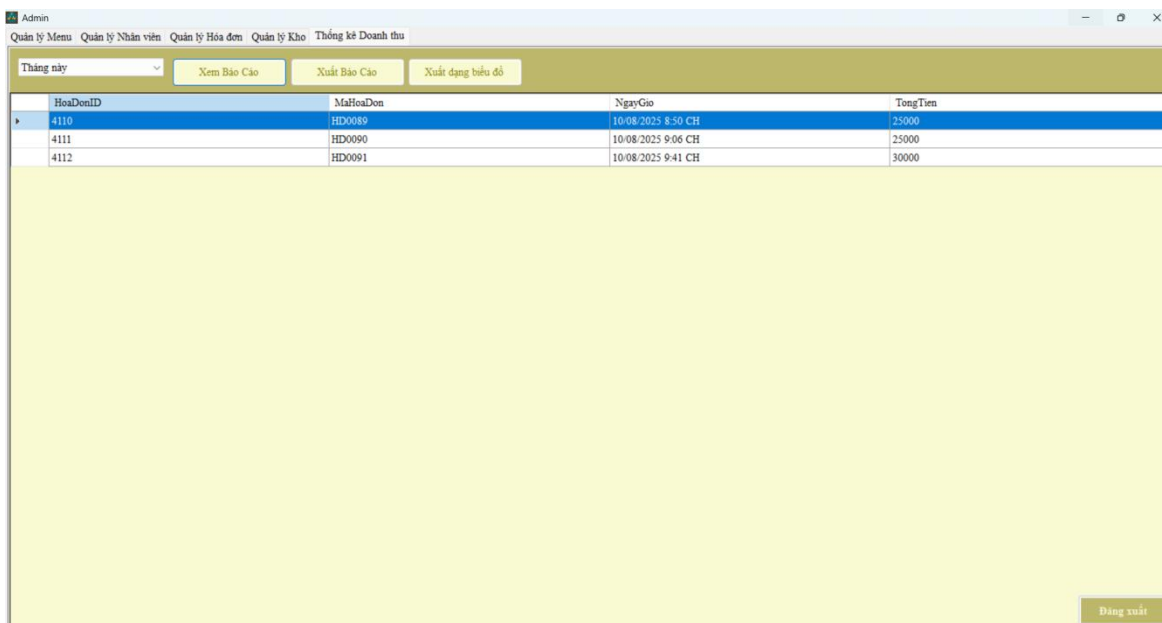 Admin
Quản lý Menu Quản lý Nhân viên Quản lý Hóa đơn Quản lý Kho Thống kê Doanh thu
Tháng này Xem Báo Cáo Xuất Báo Cáo Xuất dạng biểu đồ
HoaDonID MaHoaDon NgayGio TongTien
4110 HD0089 10/08/2025 8:50 CH 25000
4111 HD0090 10/08/2025 9:06 CH 25000
4112 HD0091 10/08/2025 9:41 CH 30000
Đăng xuất